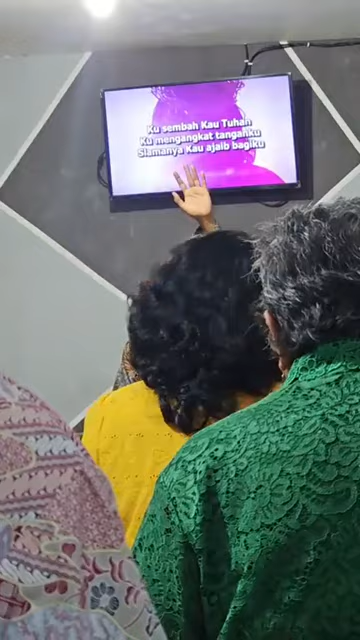 Ku sembah Kau Tuhan
Ku mengangkat tanganku
Slamanya Kau ajaib bagiku